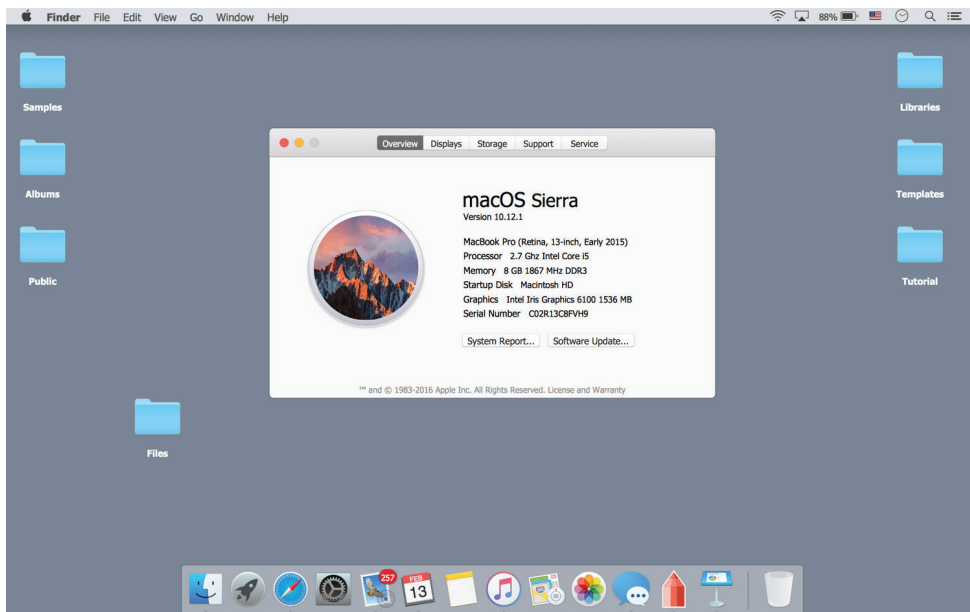 Finder File Edit View Go Window Help
88%
Samples
Libraries
Overview Displays Storage Support Service
Albums
Templates
macOS Sierra
Version 10.12.1
MacBook Pro (Retina, 13-inch, Early 2015)
Processor 2.7 Ghz Intel Core i5
Memory 8 GB 1867 MHz DDR3
Startup Disk Macintosh HD
Graphics Intel Iris Graphics 6100 1536 MB
Serial Number C02R13C8FVH9
Public
Tutorial
System Report... Software Update...
™ and © 1983-2016 Apple Inc. All Rights Reserved. License and Warranty
Files
257
FEB
13